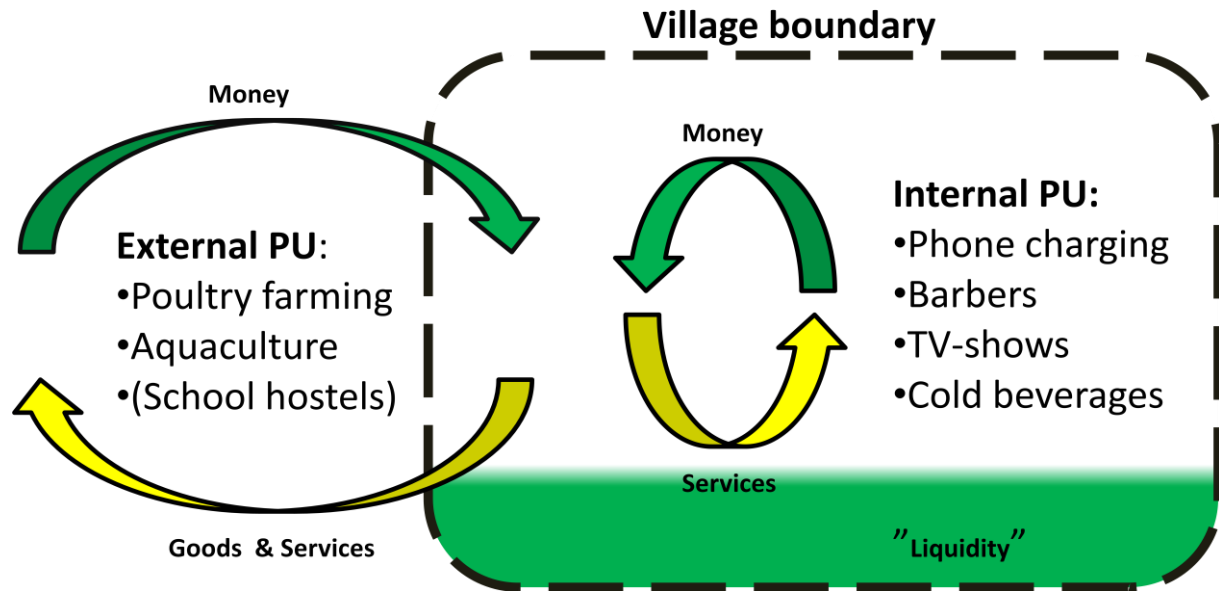 Village boundary
Money
External PU:
•Poultry farming
•Aquaculture
•(School hostels)
Goods & Services
Money
Internal PU:
•Phone charging
•Barbers
•TV-shows
•Cold beverages
Services
”Liquidity”